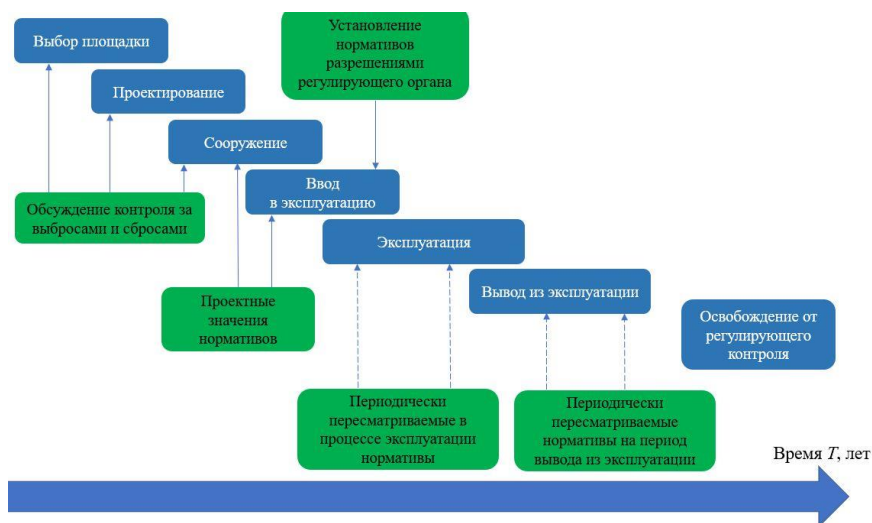 Выбор площадки
Установление
нормативов
разрешениями
регулирующего органа
Проектирование
Сооружение
Ввод
в эксплуатацию
Обсуждение контроля за
выбросами и сбросами
Эксплуатация
Проектные
значения
нормативов
Вывод из эксплуатации
Освобождение от
регулирующего
контроля
Периодически
пересматриваемые в
процессе эксплуатации
нормативы
Периодически
пересматриваемые
нормативы на период
вывода из эксплуатации
Время T, лет